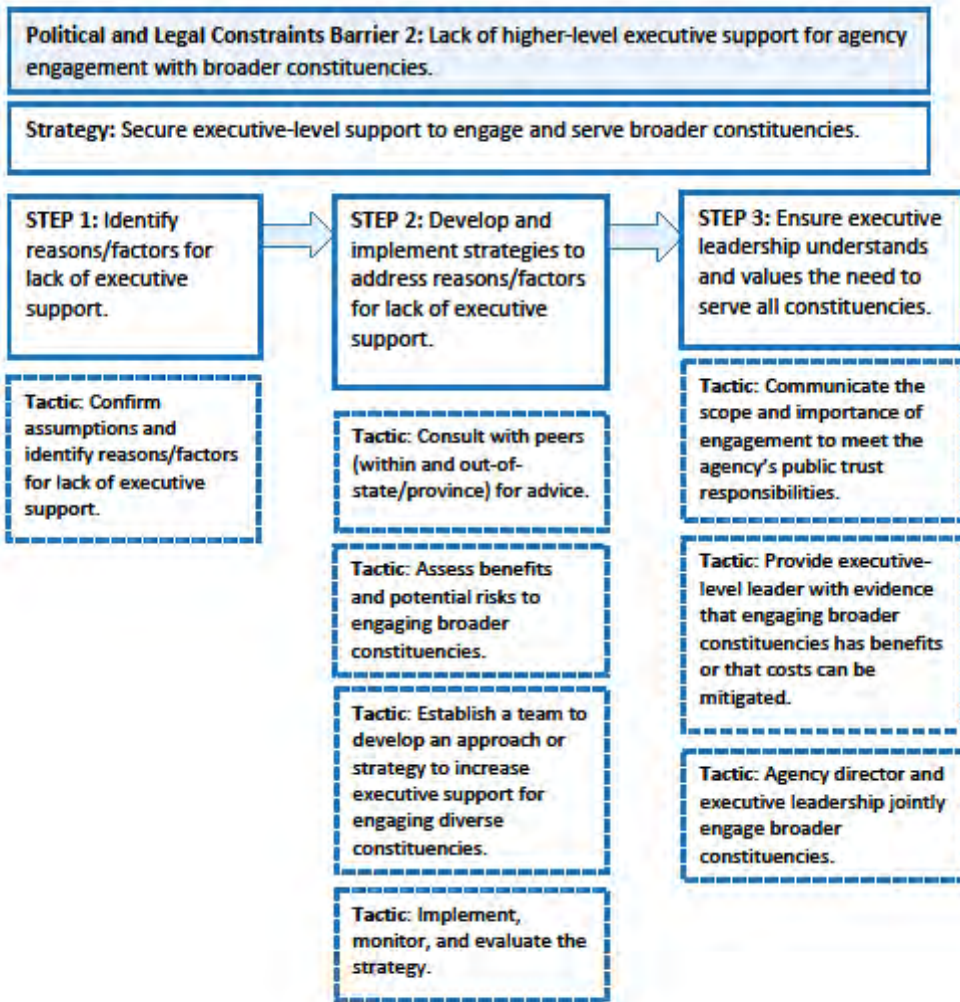 Political and Legal Constraints Barrier 2: Lack of higher-level executive support for agency
engagement with broader constituencies.
Strategy: Secure executive-level support to engage and serve broader constituencies.
STEP 1: Identify
reasons/factors for
lack of executive
support.
Tactic: Confirm
assumptions and
identify reasons/factors
for lack of executive
support.
STEP 2: Develop and
implement strategies to
address reasons/factors
for lack of executive
support.
Tactic: Consult with peers
(within and out-of-
state/province) for advice.
Tactic: Assess benefits
and potential risks to
engaging broader
constituencies.
Tactic: Establish a team to
develop an approach or
strategy to increase
executive support for
engaging diverse
constituencies.
Tactic: Implement,
monitor, and evaluate the
strategy.
STEP 3: Ensure executive
leadership understands
and values the need to
serve all constituencies.
Tactic: Communicate the
scope and importance of
engagement to meet the
agency's public trust
responsibilities.
Tactic: Provide executive-
level leader with evidence
that engaging broader
constituencies has benefits
or that costs can be
mitigated.
Tactic: Agency director and
executive leadership jointly
engage broader
constituencies.